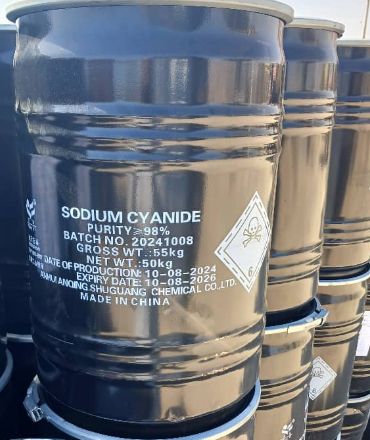 SODIUM CYANIDE
PURITY≥98%
BATCH NO. 20241008
GROSS WT.:55kg
NET WT.:50kg
DATE OF PRODUCTION: 10-08-2024
EXPIRY DATE: 10-08-2026
ANQING SHUGUANG CHEMICAL CO.,LTD.
MADE IN CHINA
6